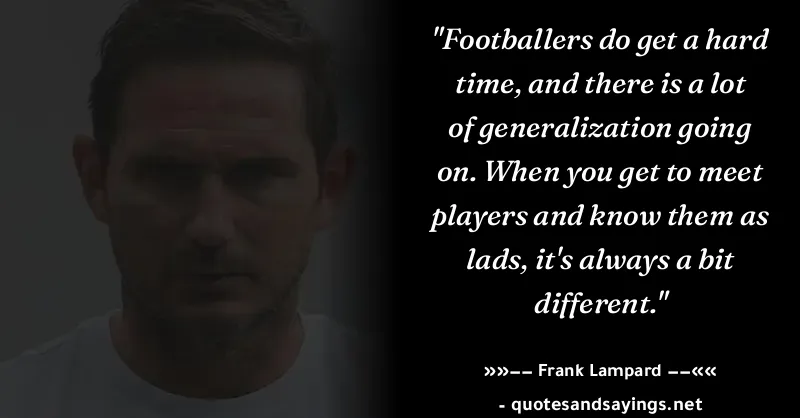 "Footballers do get a hard
time, and there is a lot
of generalization going
on. When you get to meet
players and know them as
lads, it's always a bit
different."
»»−− Frank Lampard −−««
- quotesandsayings.net